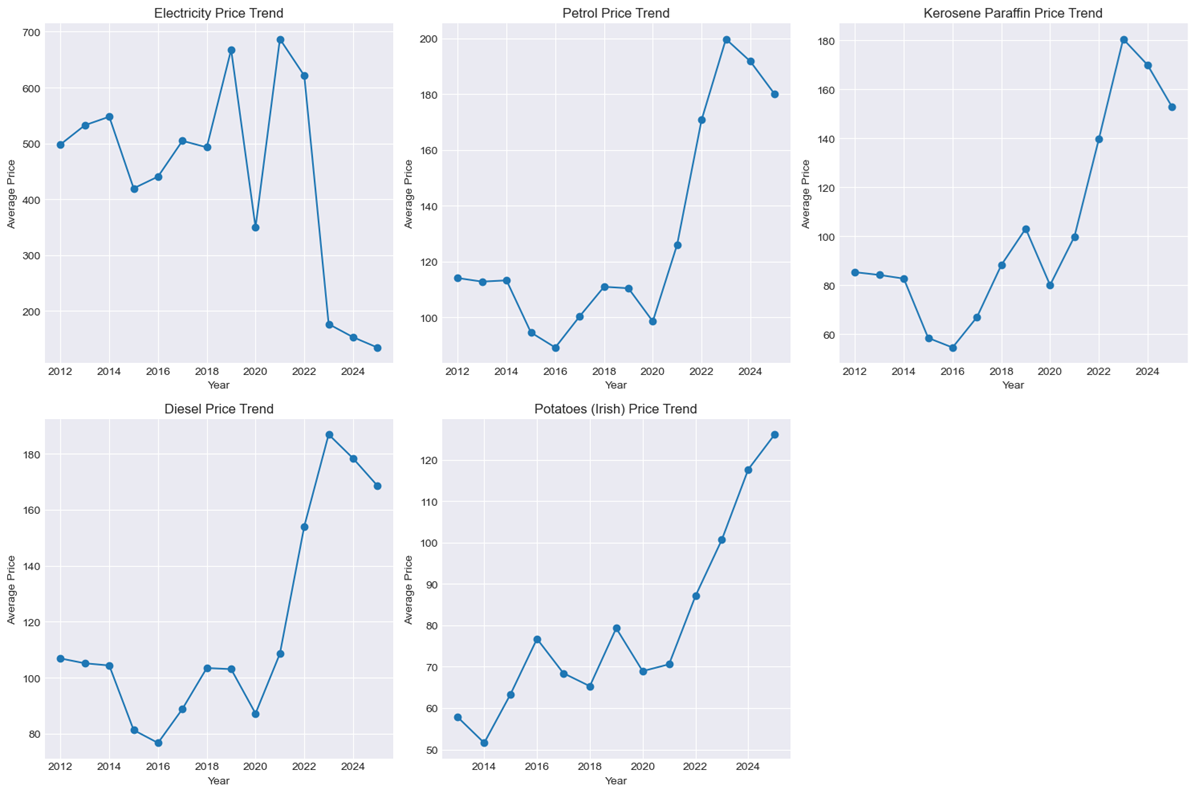 Electricity Price Trend
Average Price
700
600
500
400
300
200
2012 2014 2016 2018 2020 2022 2024
Year
Petrol Price Trend
Average Price
200
180
160
140
120
100
2012 2014 2016 2018 2020 2022 2024
Year
Kerosene Paraffin Price Trend
Average Price
180
160
140
120
100
80
60
2012 2014 2016 2018 2020 2022 2024
Year
Diesel Price Trend
Average Price
180
160
140
120
100
80
2012 2014 2016 2018 2020 2022 2024
Year
Potatoes (Irish) Price Trend
Average Price
120
110
100
90
80
70
60
50
2014 2016 2018 2020 2022 2024
Year